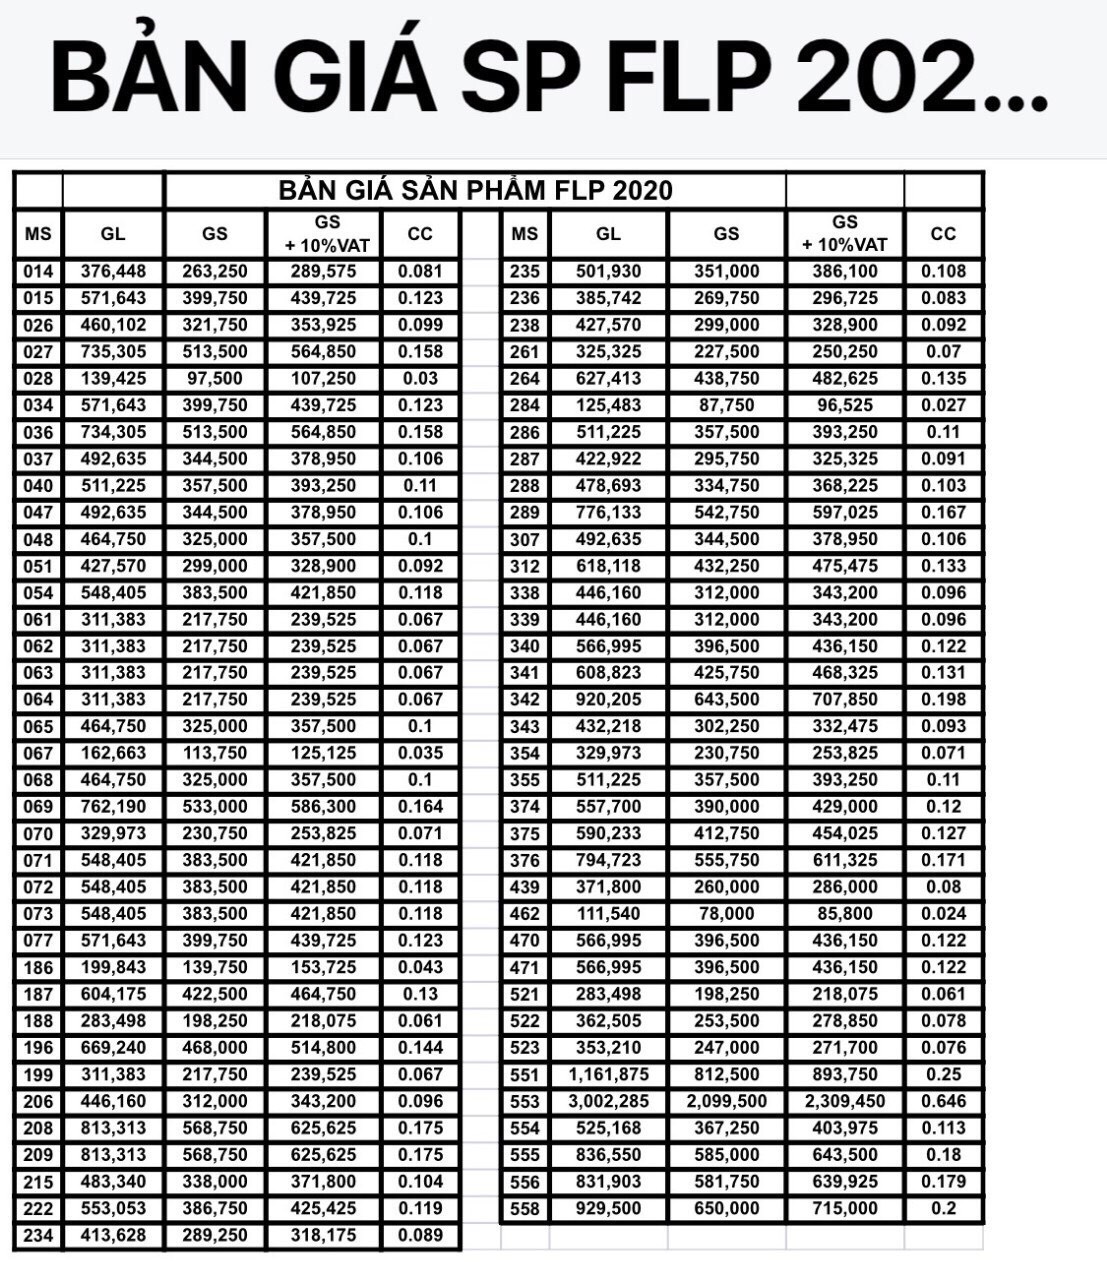 BẢN GIÁ SP FLP 202...
BẢN GIÁ SẢN PHẨM FLP 2020
MS GL GS GS + 10%VAT CC MS GL GS GS + 10%VAT CC
014 376,448 263,250 289,575 0.081 235 501,930 351,000 386,100 0.108
015 571,643 399,750 439,725 0.123 236 385,742 269,750 296,725 0.083
026 460,102 321,750 353,925 0.099 238 427,570 299,000 328,900 0.092
027 735,305 513,500 564,850 0.158 261 325,325 227,500 250,250 0.07
028 139,425 97,500 107,250 0.03 264 627,413 438,750 482,625 0.135
034 571,643 399,750 439,725 0.123 284 125,483 87,750 96,525 0.027
036 734,305 513,500 564,850 0.158 286 511,225 357,500 393,250 0.11
037 492,635 344,500 378,950 0.106 287 422,922 295,750 325,325 0.091
040 511,225 357,500 393,250 0.11 288 478,693 334,750 368,225 0.103
047 492,635 344,500 378,950 0.106 289 776,133 542,750 597,025 0.167
048 464,750 325,000 357,500 0.1 307 492,635 344,500 378,950 0.106
051 427,570 299,000 328,900 0.092 312 618,118 432,250 475,475 0.133
054 548,405 383,500 421,850 0.118 338 446,160 312,000 343,200 0.096
061 311,383 217,750 239,525 0.067 339 446,160 312,000 343,200 0.096
062 311,383 217,750 239,525 0.067 340 566,995 396,500 436,150 0.122
063 311,383 217,750 239,525 0.067 341 608,823 425,750 468,325 0.131
064 311,383 217,750 239,525 0.067 342 920,205 643,500 707,850 0.198
065 464,750 325,000 357,500 0.1 343 432,218 302,250 332,475 0.093
067 162,663 113,750 125,125 0.035 354 329,973 230,750 253,825 0.071
068 464,750 325,000 357,500 0.1 355 511,225 357,500 393,250 0.11
069 762,190 533,000 586,300 0.164 374 557,700 390,000 429,000 0.12
070 329,973 230,750 253,825 0.071 375 590,233 412,750 454,025 0.127
071 548,405 383,500 421,850 0.118 376 794,723 555,750 611,325 0.171
072 548,405 383,500 421,850 0.118 439 371,800 260,000 286,000 0.08
073 548,405 383,500 421,850 0.118 462 111,540 78,000 85,800 0.024
077 571,643 399,750 439,725 0.123 470 566,995 396,500 436,150 0.122
186 199,843 139,750 153,725 0.043 471 566,995 396,500 436,150 0.122
187 604,175 422,500 464,750 0.13 521 283,498 198,250 218,075 0.061
188 283,498 198,250 218,075 0.061 522 362,505 253,500 278,850 0.078
196 669,240 468,000 514,800 0.144 523 353,210 247,000 271,700 0.076
199 311,383 217,750 239,525 0.067 551 1,161,875 812,500 893,750 0.25
206 446,160 312,000 343,200 0.096 553 3,002,285 2,099,500 2,309,450 0.646
208 813,313 568,750 625,625 0.175 554 525,168 367,250 403,975 0.113
209 813,313 568,750 625,625 0.175 555 836,550 585,000 643,500 0.18
215 483,340 338,000 371,800 0.104 556 831,903 581,750 639,925 0.179
222 553,053 386,750 425,425 0.119 558 929,500 650,000 715,000 0.2
234 413,628 289,250 318,175 0.089